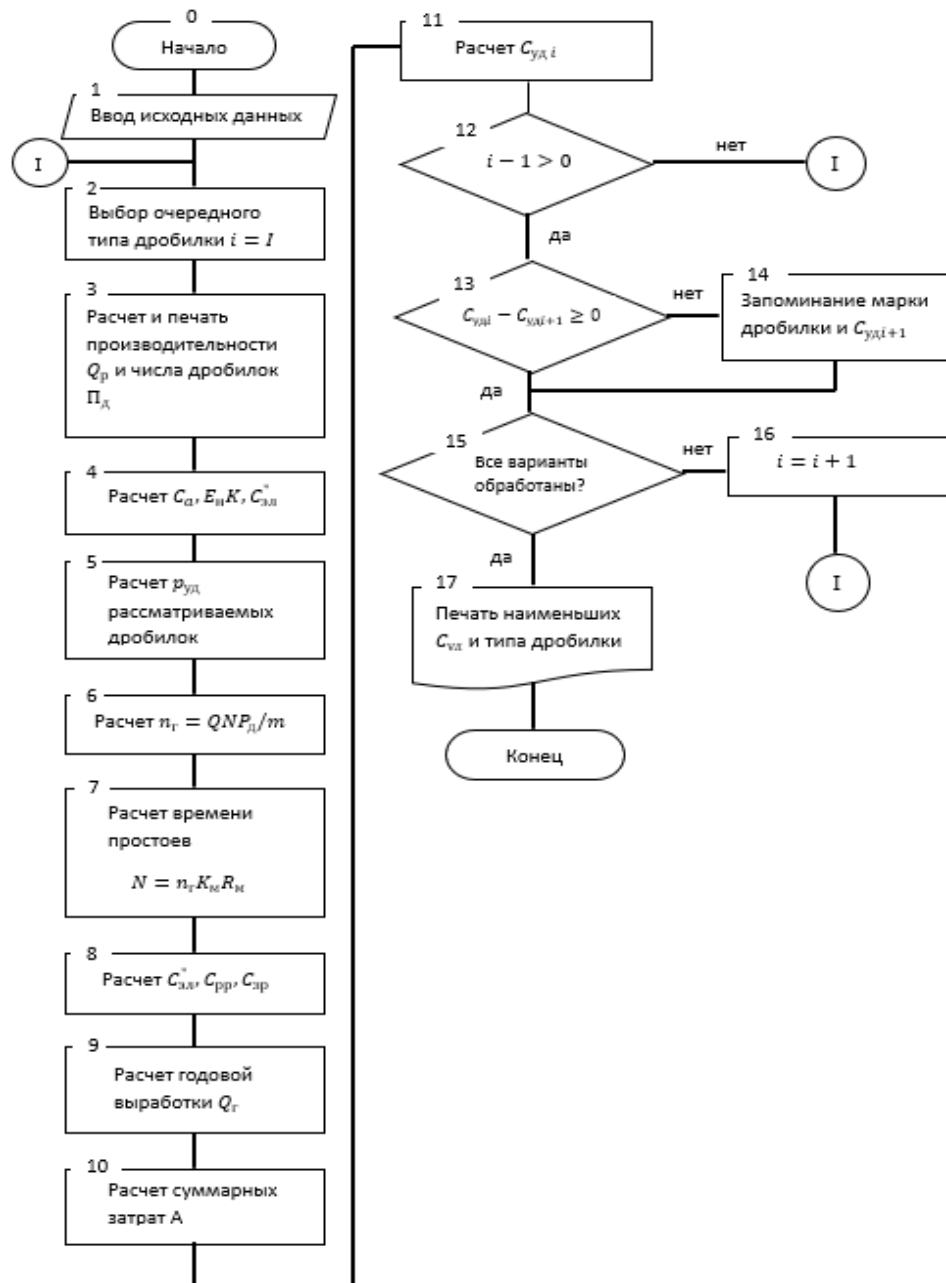 0
Начало
1
Ввод исходных данных
I
2
Выбор очередного
типа дробилки i = I
3
Расчет и печать
производительности
Qр и числа дробилок
Пд
4
Расчет Cа, EнK, C*эл
5
Расчет pуд
рассматриваемых
дробилок
6
Расчет nг = QNPд/m
7
Расчет времени
простоев
N = nгKмRм
8
Расчет C*эл, Cрр, Cзр
9
Расчет годовой
выработки Qг
10
Расчет суммарных
затрат А
11
Расчет Cуд i
12
i − 1 > 0
нет
I
да
13
Cудi − Cудi+1 ≥ 0
нет
14
Запоминание марки
дробилки и Cудi+1
да
15
Все варианты
обработаны?
нет
16
i = i + 1
I
да
17
Печать наименьших
Cуд и типа дробилки
Конец